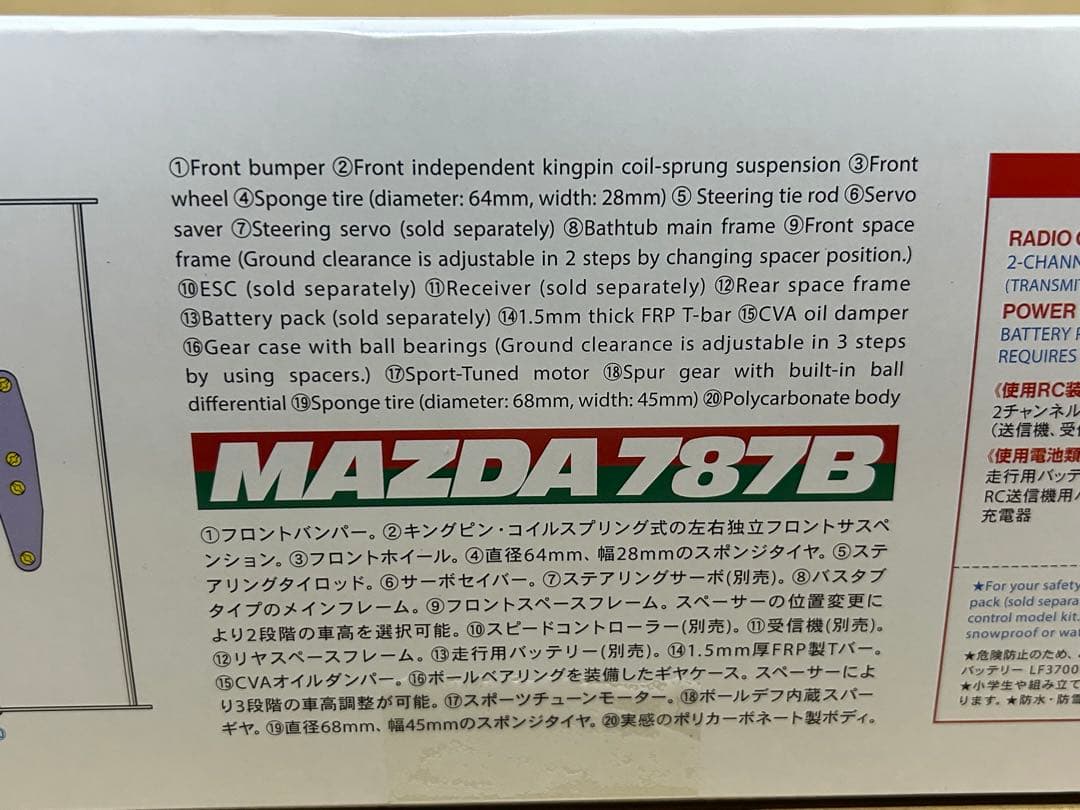 ①Front bumper ②Front independent kingpin coil-sprung suspension ③Front
wheel ④Sponge tire (diameter: 64mm, width: 28mm) ⑤ Steering tie rod ⑥Servo
saver ⑦Steering servo (sold separately) ⑧Bathtub main frame ⑨Front space
frame (Ground clearance is adjustable in 2 steps by changing spacer position.)
⑩ESC (sold separately) ⑪Receiver (sold separately) ⑫Rear space frame
⑬Battery pack (sold separately) ⑭1.5mm thick FRP T-bar ⑮CVA oil damper
⑯Gear case with ball bearings (Ground clearance is adjustable in 3 steps
by using spacers.) ⑰Sport-Tuned motor ⑱Spur gear with built-in ball
differential ⑲Sponge tire (diameter: 68mm, width: 45mm) ⑳Polycarbonate body
MAZDA 787B
①フロントバンパー。②キングピン・コイルスプリング式の左右独立フロントサスペ
ンション。③フロントホイール。④直径64mm、幅28mmのスポンジタイヤ。⑤ステ
アリングタイロッド。⑥サーボセイバー。⑦ステアリングサーボ(別売)。⑧バスタブ
タイプのメインフレーム。⑨フロントスペースフレーム。スペーサーの位置変更に
より2段階の車高を選択可能。⑩スピードコントローラー(別売)。⑪受信機(別売)。
⑫リヤスペースフレーム。⑬走行用バッテリー(別売)。⑭1.5mm厚FRP製Tバー。
⑮CVAオイルダンパー。⑯ボールベアリングを装備したギヤケース。スペーサーによ
り3段階の車高調整が可能。⑰スポーツチューンモーター。⑱ボールデフ内蔵スパー
ギヤ。⑲直径68mm、幅45mmのスポンジタイヤ。⑳実感のポリカーボネート製ボディ。
RADIO
2-CHANN
(TRANSMIT
POWER
BATTERY
REQUIRES
《使用RC装
2チャンネル
(送信機、受信
《使用電池類
走行用バッテ
RC送信機用
充電器
★For your safety
pack (sold separa
control model kit.
snowproof or wa
★危険防止のため、
バッテリー LF3700
★小学生や組み立て
ります。★防水・防雪